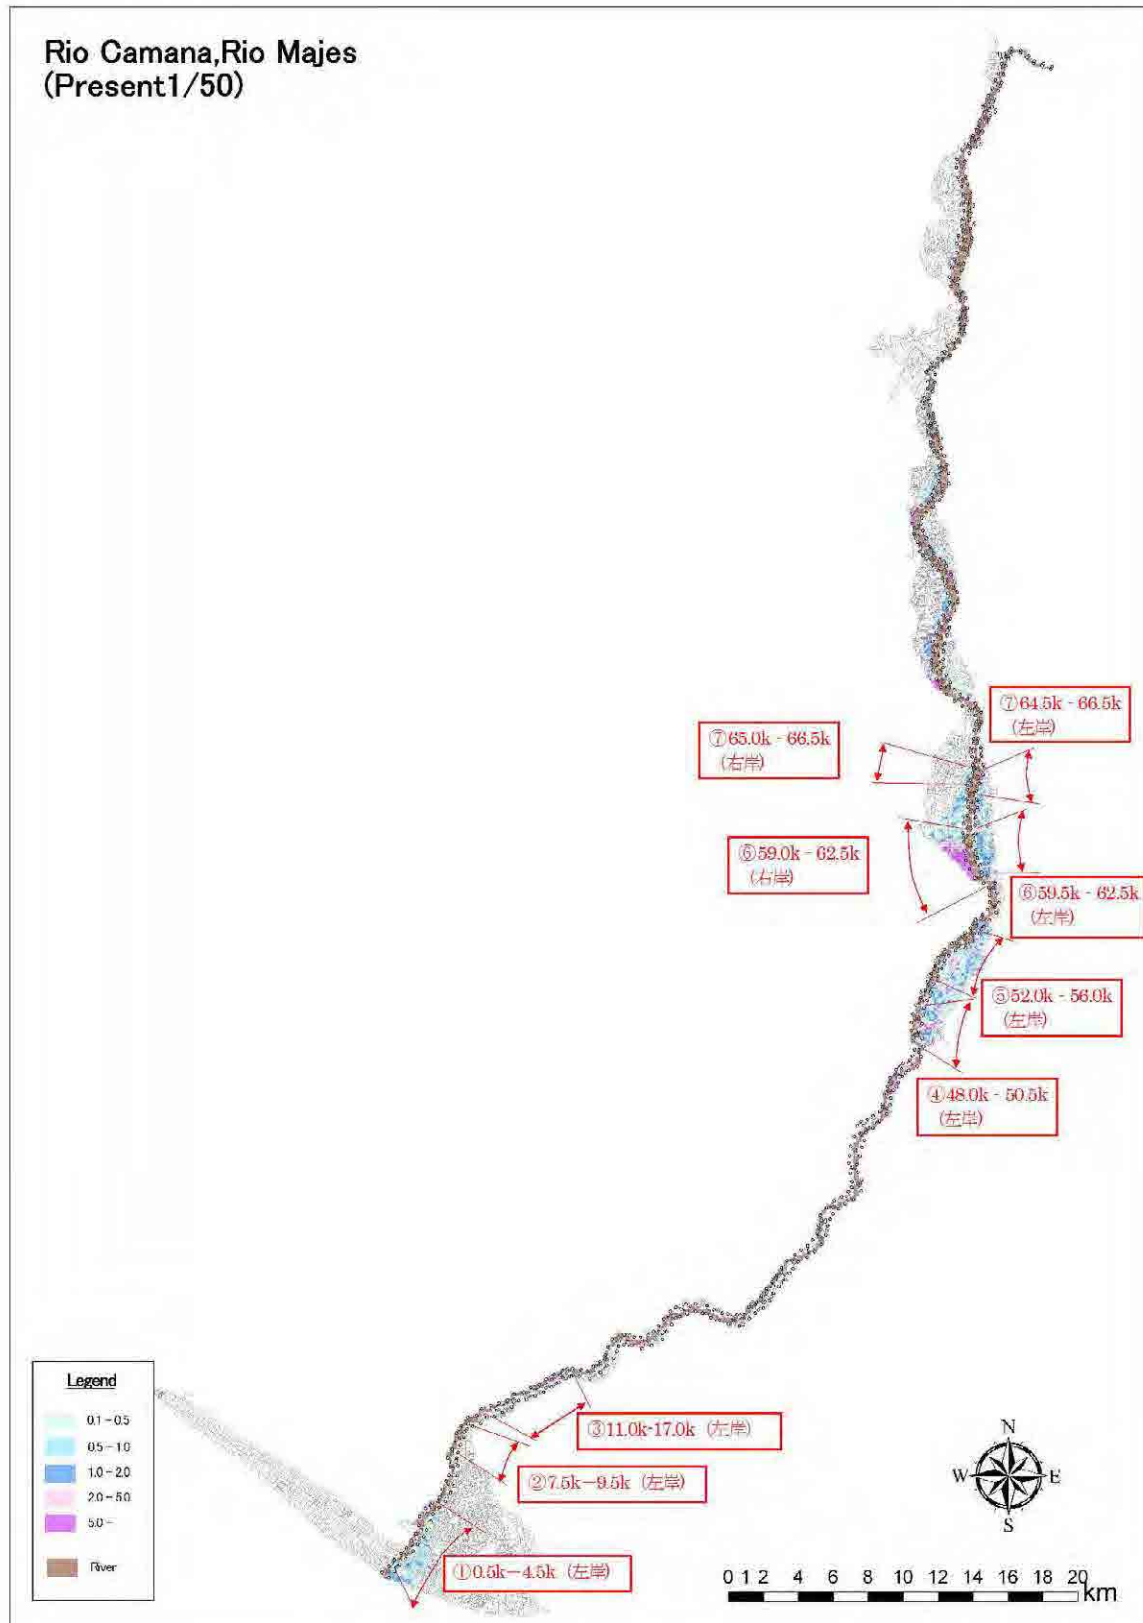 Rio Camana,Rio Majes
(Present1/50)
⑦64.5k - 66.5k
(左岸)
⑦65.0k - 66.5k
(右岸)
⑥59.0k - 62.5k
(右岸)
⑥59.5k - 62.5k
(左岸)
⑤52.0k - 56.0k
(左岸)
④48.0k - 50.5k
(左岸)
③11.0k-17.0k (左岸)
②7.5k－9.5k (左岸)
①0.5k－4.5k (左岸)
Legend
0.1 - 0.5
0.5 - 1.0
1.0 - 2.0
2.0 - 5.0
5.0 -
River
N
W E
S
0 1 2 4 6 8 10 12 14 16 18 20
km